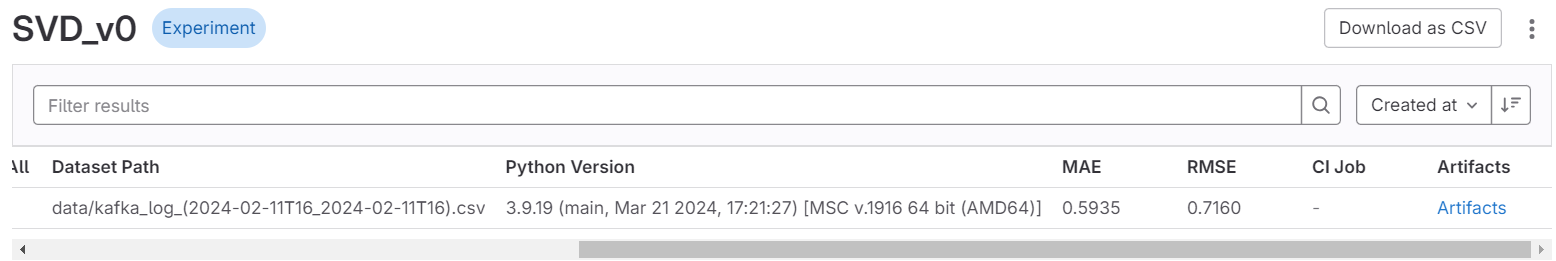 SVD_v0 Experiment Download as CSV
Filter results Created at
All Dataset Path Python Version MAE RMSE CI Job Artifacts
data/kafka_log_(2024-02-11T16_2024-02-11T16).csv 3.9.19 (main, Mar 21 2024, 17:21:27) [MSC v.1916 64 bit (AMD64)] 0.5935 0.7160 - Artifacts